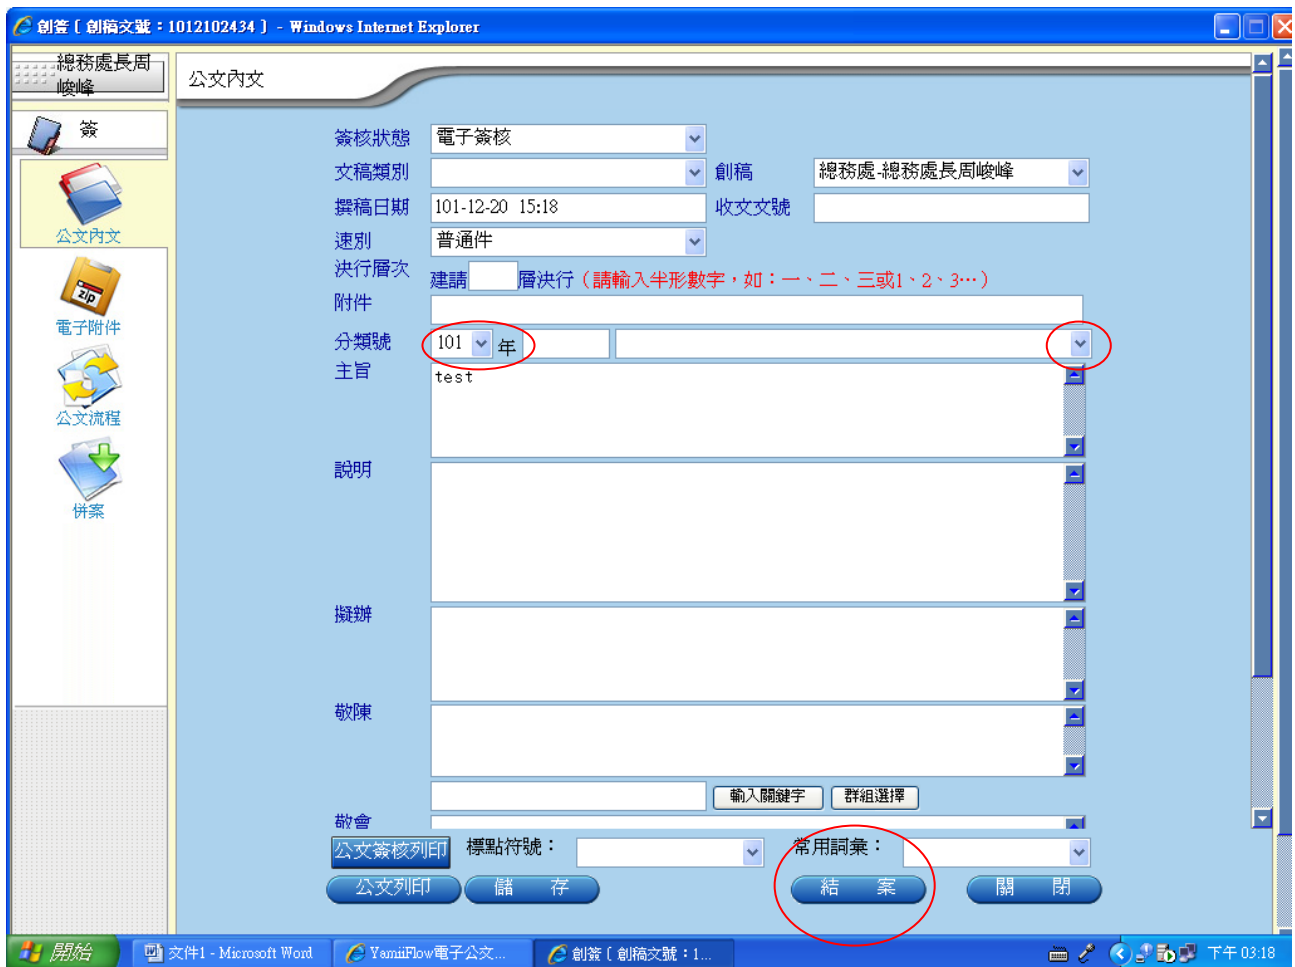 創簽〔 創稿文號：1012102434 〕 - Windows Internet Explorer
總務處長周
峻峰
公文內文
簽
公文內文
zip
電子附件
公文流程
併案
簽核狀態 電子簽核
文稿類別 創稿 總務處-總務處長周峻峰
撰稿日期 101-12-20 15:18 收文文號
速別 普通件
決行層次 建請 層決行（請輸入半形數字，如：一、二、三或1、2、3…）
附件
分類號 101 年
主旨 test
說明
擬辦
敬陳
輸入關鍵字 群組選擇
敬會
公文簽核列印 標點符號： 常用詞彙：
公文列印 儲 存 結 案 關 閉
開始 文件1 - Microsoft Word YamiiFlow電子公文... 創簽〔 創稿文號：1... 下午 03:18